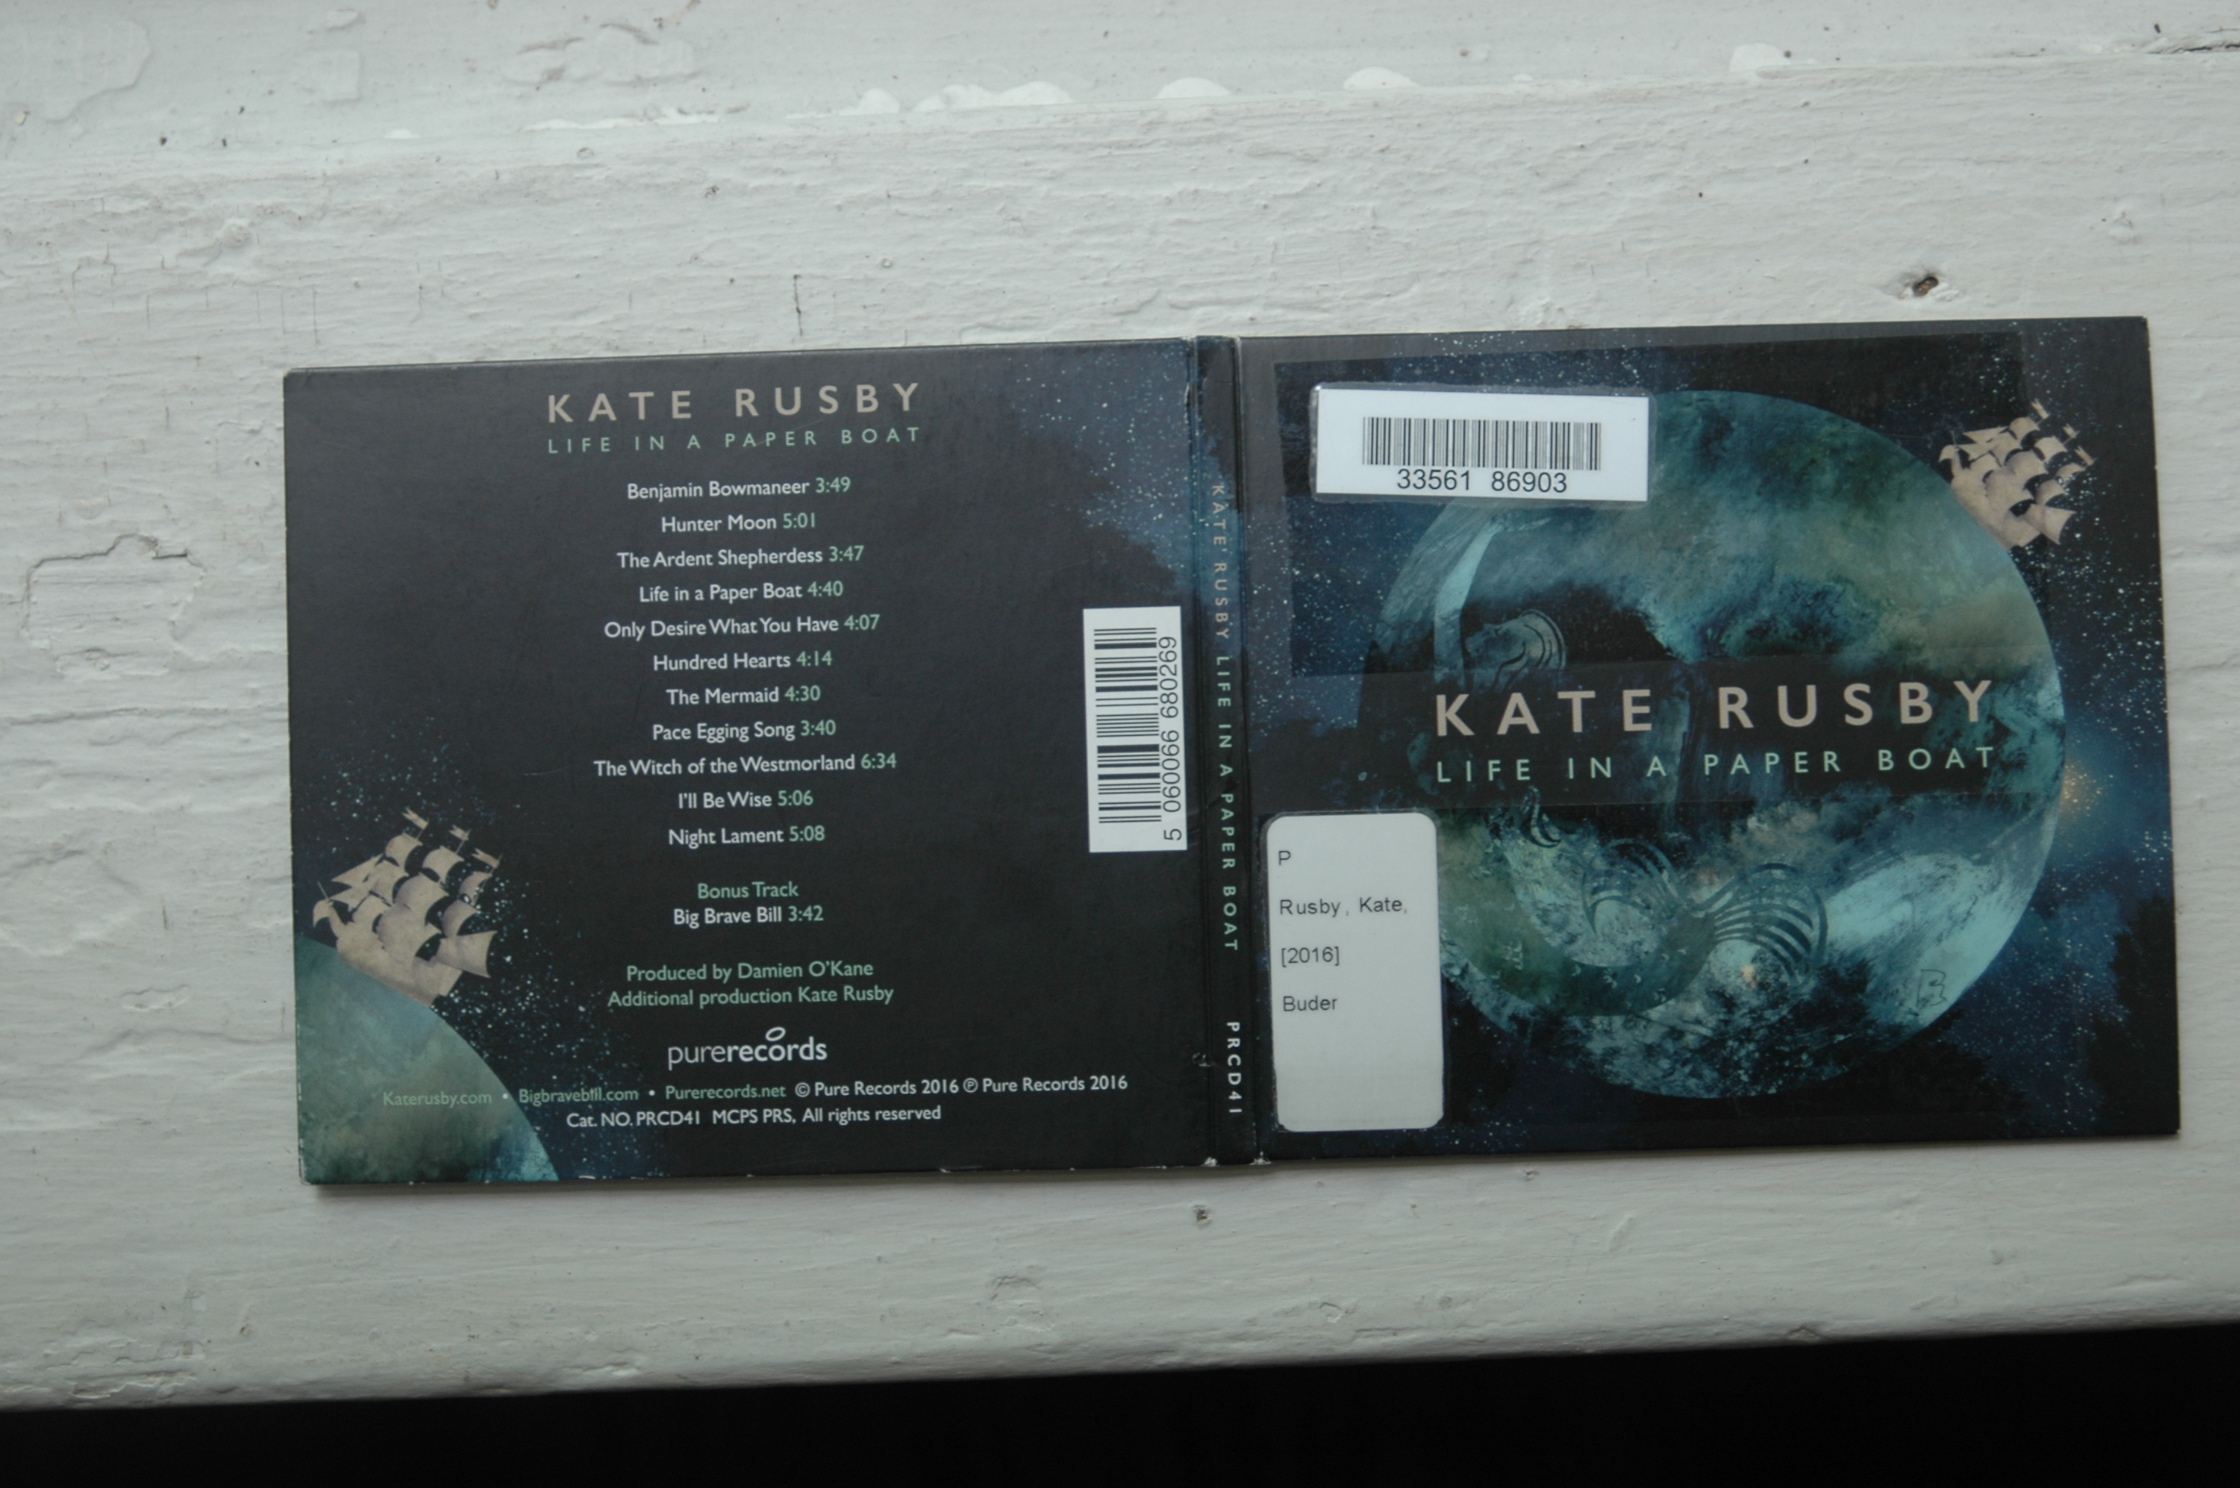 KATE RUSBY
LIFE IN A PAPER BOAT
Benjamin Bowmaneer 3:49
Hunter Moon 5:01
The Ardent Shepherdess 3:47
Life in a Paper Boat 4:40
Only Desire What You Have 4:07
Hundred Hearts 4:14
The Mermaid 4:30
Pace Egging Song 3:40
The Witch of the Westmorland 6:34
I'll Be Wise 5:06
Night Lament 5:08
Bonus Track
Big Brave Bill 3:42
Produced by Damien O'Kane
Additional production Kate Rusby
purerecords
Katerusby.com • Bigbravebill.com • Purerecords.net © Pure Records 2016 ℗ Pure Records 2016
Cat. NO. PRCD41 MCPS PRS, All rights reserved
5 060066 680269
KATE RUSBY LIFE IN A PAPER BOAT PRCD41
33561 86903
KATE RUSBY
LIFE IN A PAPER BOAT
P
Rusby, Kate,
[2016]
Buder